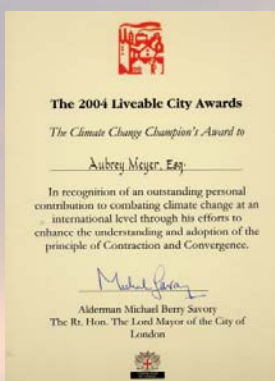 The 2004 Liveable City Awards
The Climate Change Champion's Award to
Aubrey Meyer, Esq.
In recognition of an outstanding personal
contribution to combating climate change at an
international level through his efforts to
enhance the understanding and adoption of the
principle of Contraction and Convergence.
Michael Savory
Alderman Michael Berry Savory
The Rt. Hon. The Lord Mayor of the City of
London